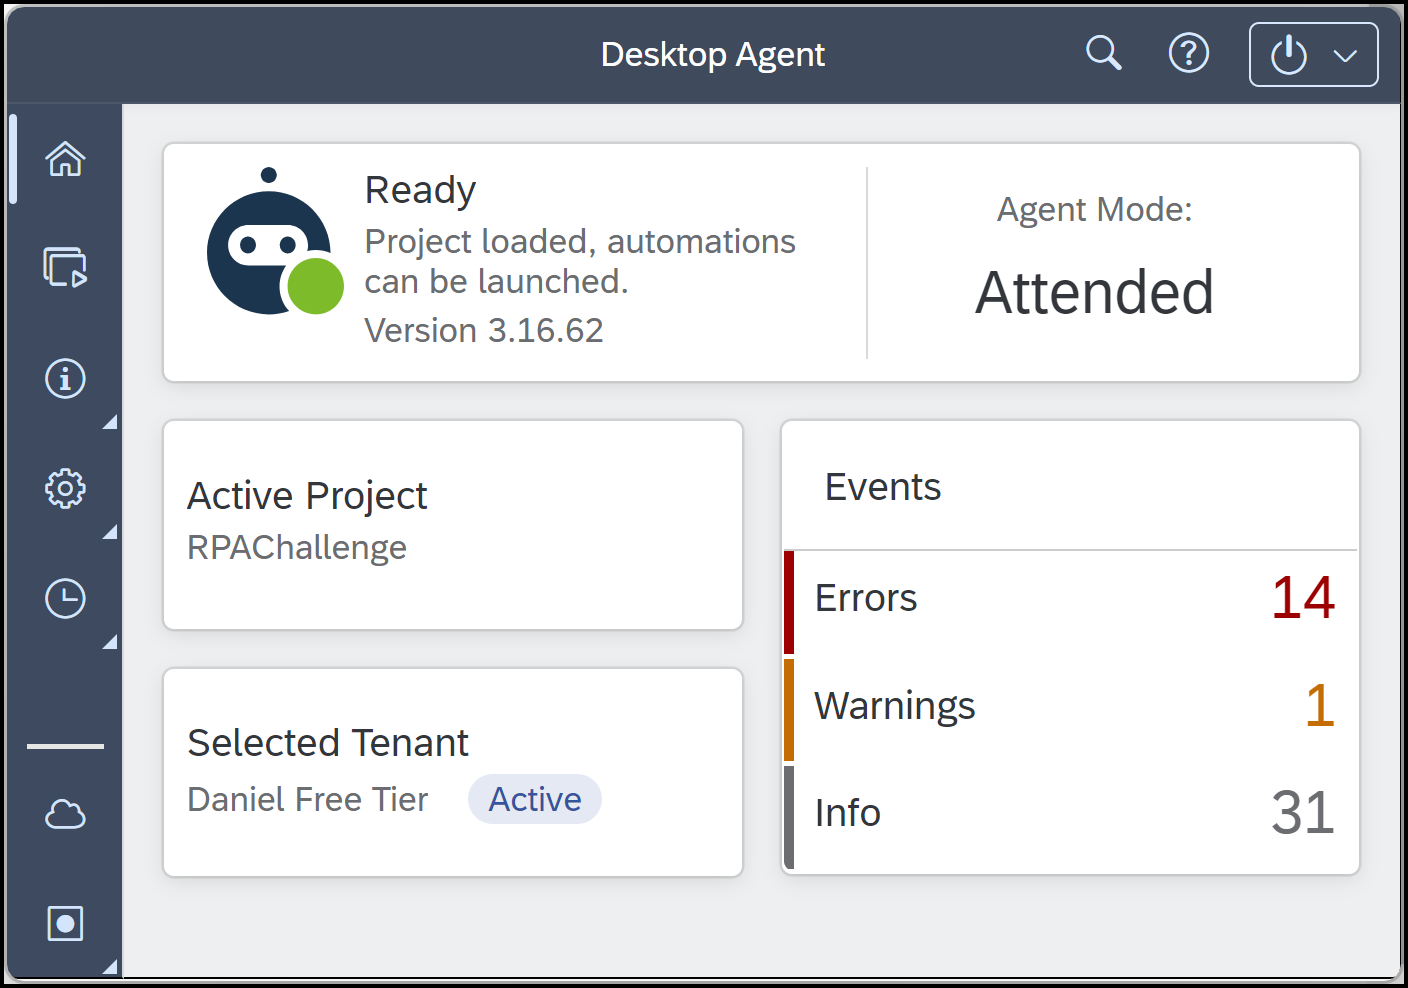 Desktop Agent
Ready
Project loaded, automations
can be launched.
Version 3.16.62
Agent Mode:
Attended
Active Project
RPAChallenge
Selected Tenant
Daniel Free Tier Active
Events
Errors 14
Warnings 1
Info 31